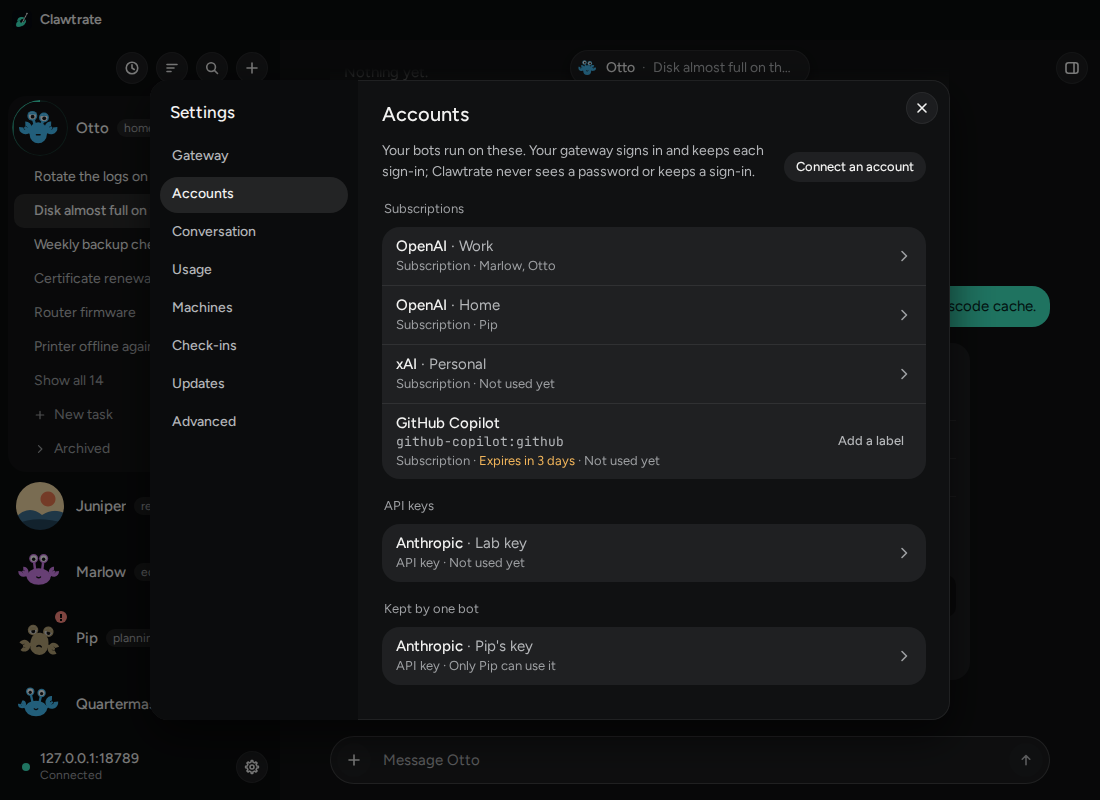 Clawtrate
Nothing yet.
Otto · Disk almost full on th...
Otto
Rotate the logs on
Disk almost full on
Weekly backup
Certificate
Router firmware
Printer offline again
Show all 14
+ New task
Archived
Juniper
Marlow
Pip
127.0.0.1:18789
Connected
Settings
Gateway
Accounts
Conversation
Usage
Machines
Check-ins
Updates
Advanced
Accounts
Your bots run on these. Your gateway signs in and keeps each
sign-in; Clawtrate never sees a password or keeps a sign-in.
Connect an account
Subscriptions
OpenAI · Work
Subscription · Marlow, Otto
OpenAI · Home
Subscription · Pip
xAI · Personal
Subscription · Not used yet
GitHub Copilot
github-copilot:github
Subscription · Expires in 3 days · Not used yet
Add a label
API keys
Anthropic · Lab key
API key · Not used yet
Kept by one bot
Anthropic · Pip's key
API key · Only Pip can use it
scode cache.
Message Otto